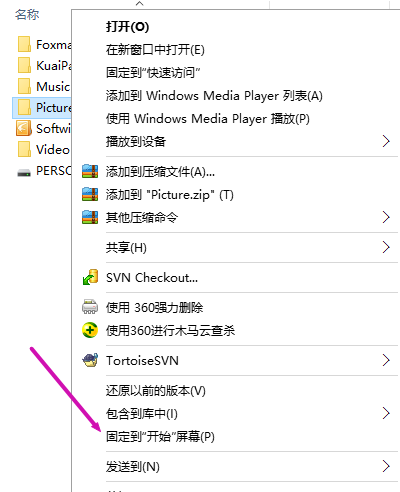 名称
Foxma
KuaiPa
Music
Picture
Softwi
Video
PERSO
打开(O)
在新窗口中打开(E)
固定到"快速访问"
添加到 Windows Media Player 列表(A)
使用 Windows Media Player 播放(P)
播放到设备
添加到压缩文件(A)...
添加到 "Picture.zip" (T)
其他压缩命令
共享(H)
SVN Checkout...
使用 360强力删除
使用360进行木马云查杀
TortoiseSVN
还原以前的版本(V)
包含到库中(I)
固定到"开始"屏幕(P)
发送到(N)